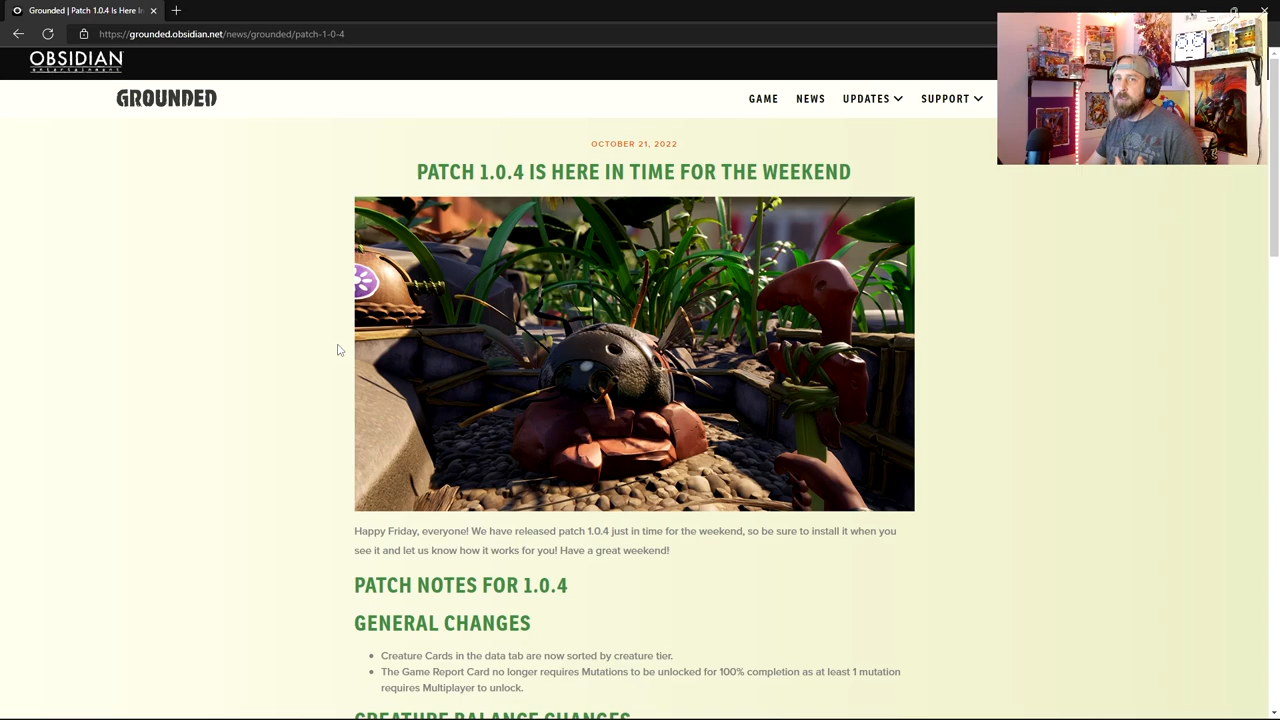 Grounded | Patch 1.0.4 is Here In
https://grounded.obsidian.net/news/grounded/patch-1-0-4
OBSIDIAN
entertainment
GROUNDED
GAME NEWS UPDATES SUPPORT
OCTOBER 21, 2022
PATCH 1.0.4 IS HERE IN TIME FOR THE WEEKEND
Happy Friday, everyone! We have released patch 1.0.4 just in time for the weekend, so be sure to install it when you
see it and let us know how it works for you! Have a great weekend!
PATCH NOTES FOR 1.0.4
GENERAL CHANGES
• Creature Cards in the data tab are now sorted by creature tier.
• The Game Report Card no longer requires Mutations to be unlocked for 100% completion as at least 1 mutation
requires Multiplayer to unlock.
CREATURE BALANCE CHANGES